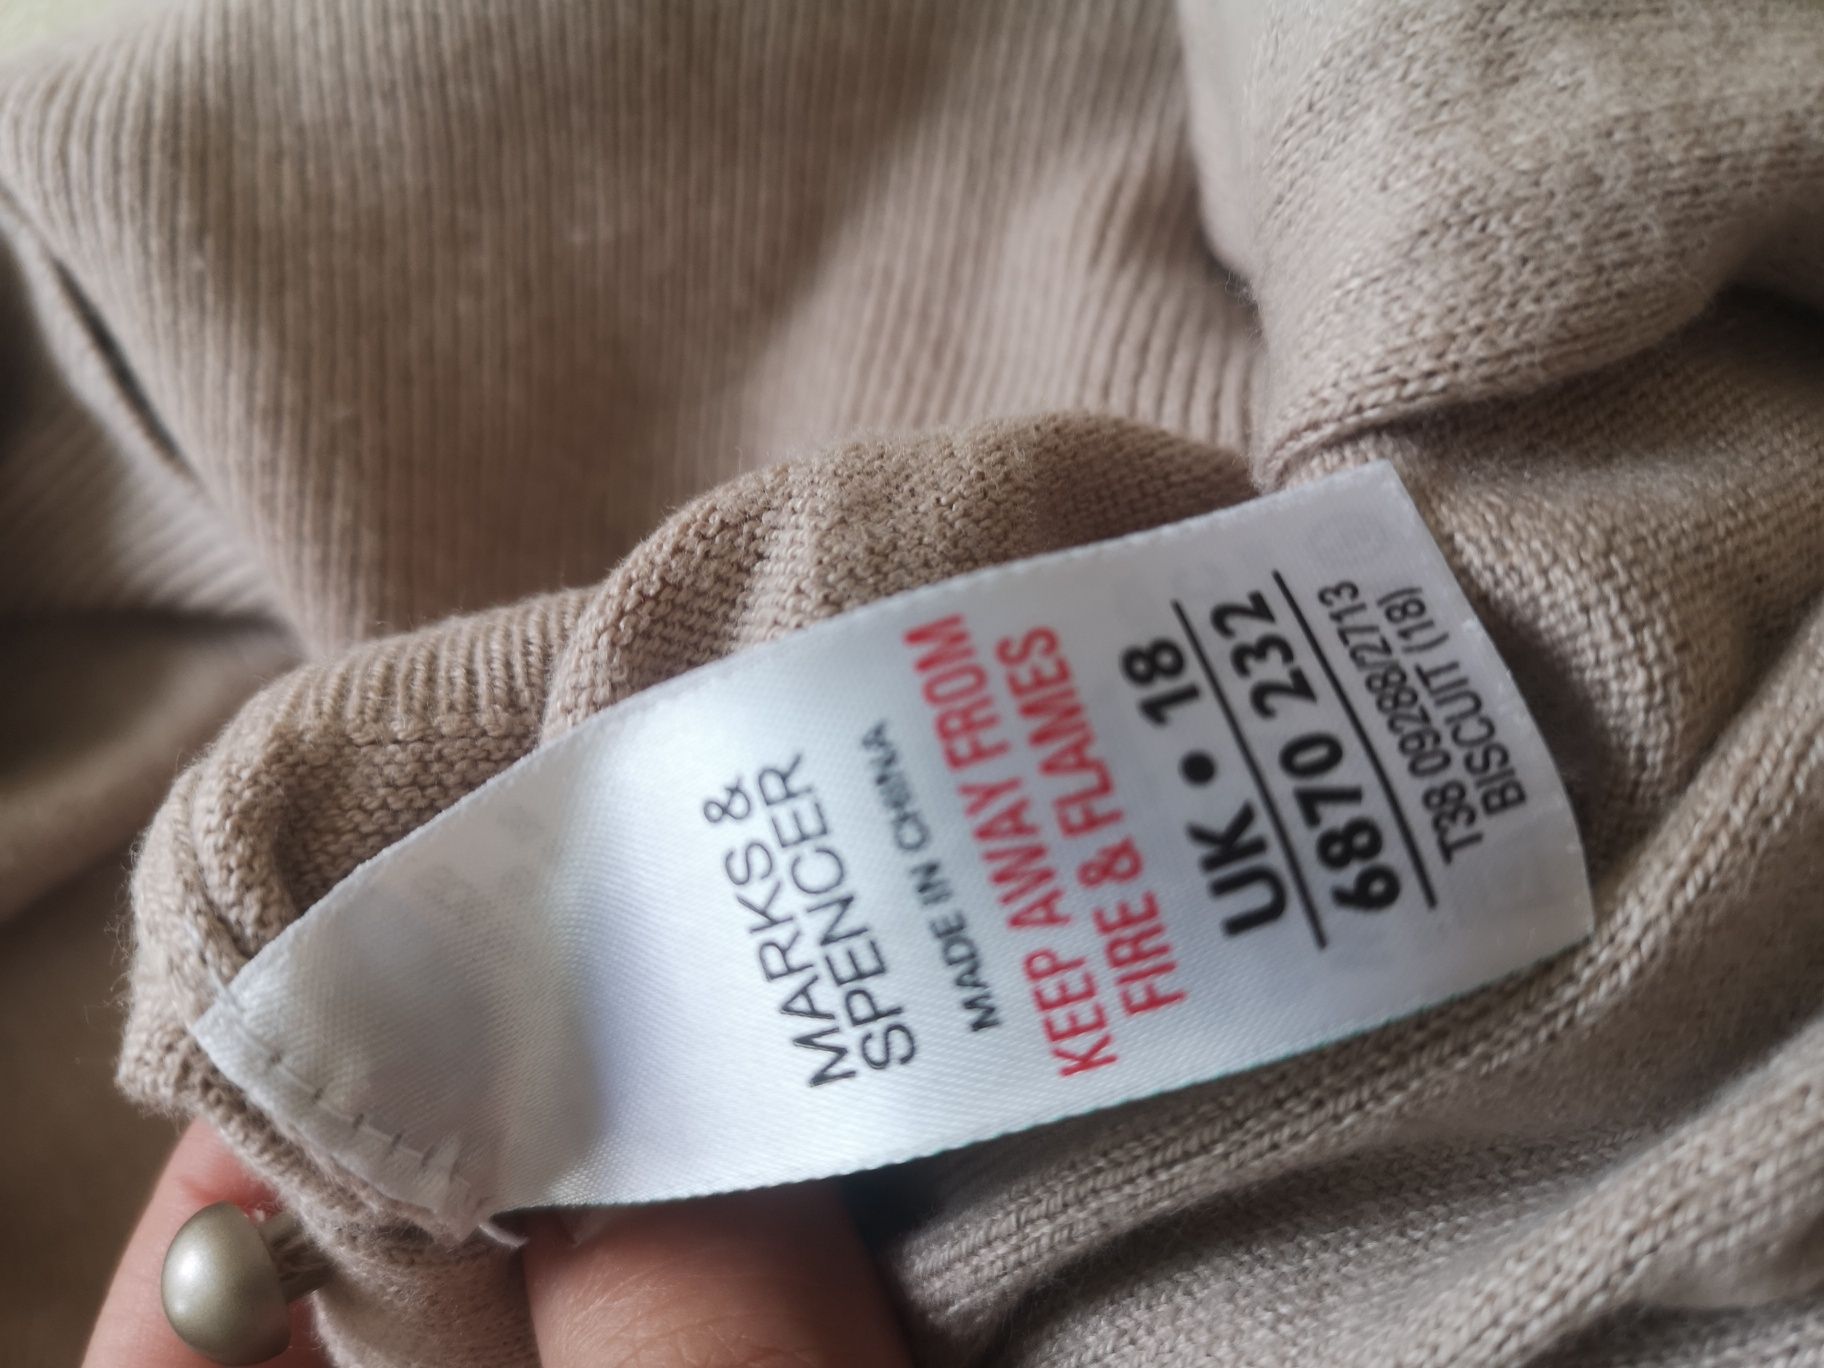 MARKS &
SPENCER
MADE IN CHINA
KEEP AWAY FROM
FIRE & FLAMES
UK • 18
6870 232
T38 09288/2713
BISCUIT (18)